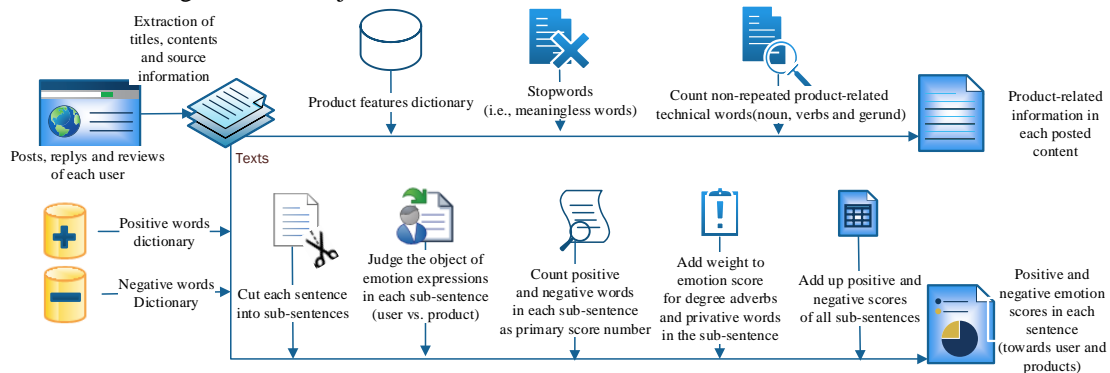 Extraction of
titles, contents
and source
information
Posts, replys and reviews
of each user
Texts
Product features dictionary
Stopwords
(i.e., meaningless words)
Count non-repeated product-related
technical words(noun, verbs and gerund)
Product-related
information in
each posted
content
Positive words
dictionary
Negative words
Dictionary
Cut each sentence
into sub-sentences
Judge the object of
emotion expressions
in each sub-sentence
(user vs. product)
Count positive
and negative words
in each sub-sentence
as primary score number
Add weight to
emotion score
for degree adverbs
and privative words
in the sub-sentence
Add up positive and
negative scores
of all sub-sentences
Positive and
negative emotion
scores in each
sentence
(towards user and
products)